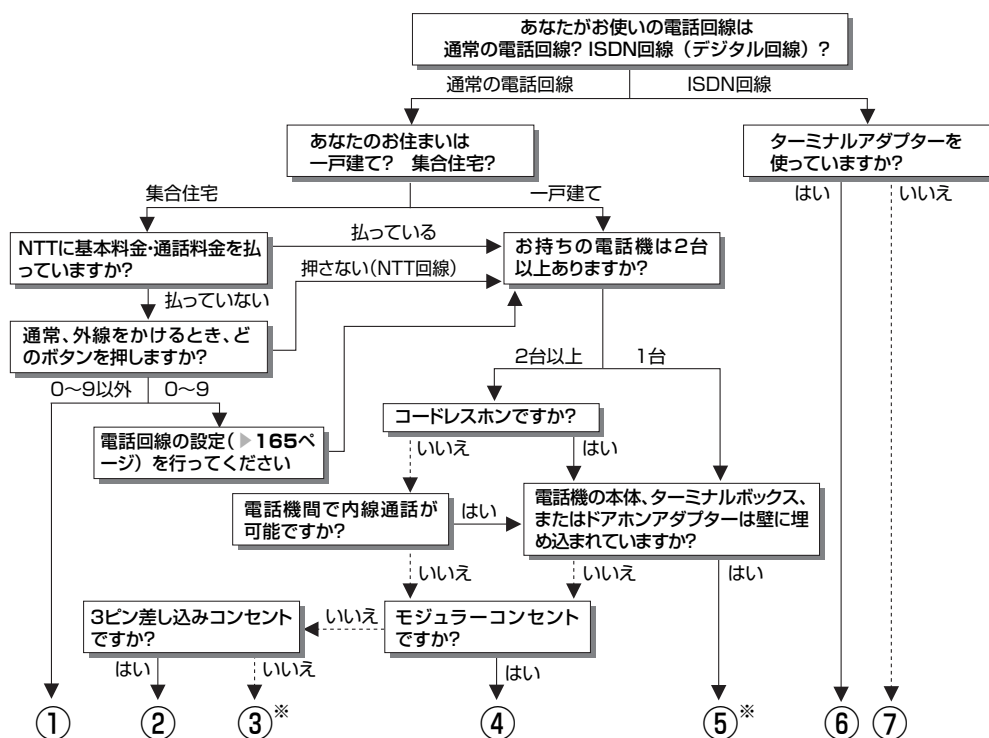 あなたがお使いの電話回線は
通常の電話回線? ISDN回線（デジタル回線）?
通常の電話回線
ISDN回線
あなたのお住まいは
一戸建て?　集合住宅?
ターミナルアダプターを
使っていますか?
はい
いいえ
集合住宅
一戸建て
NTTに基本料金・通話料金を払
っていますか?
払っている
お持ちの電話機は2台
以上ありますか?
押さない（NTT回線）
払っていない
通常、外線をかけるとき、ど
のボタンを押しますか?
2台以上
1台
0〜9以外
0〜9
コードレスホンですか?
電話回線の設定（▶165ペ
ージ）を行ってください
いいえ
はい
電話機間で内線通話が
可能ですか?
はい
電話機の本体、ターミナルボックス、
またはドアホンアダプターは壁に埋
め込まれていますか?
いいえ
いいえ
はい
3ピン差し込みコンセント
ですか?
いいえ
モジュラーコンセント
ですか?
はい
いいえ
はい
① ② ③※ ④ ⑤※ ⑥ ⑦